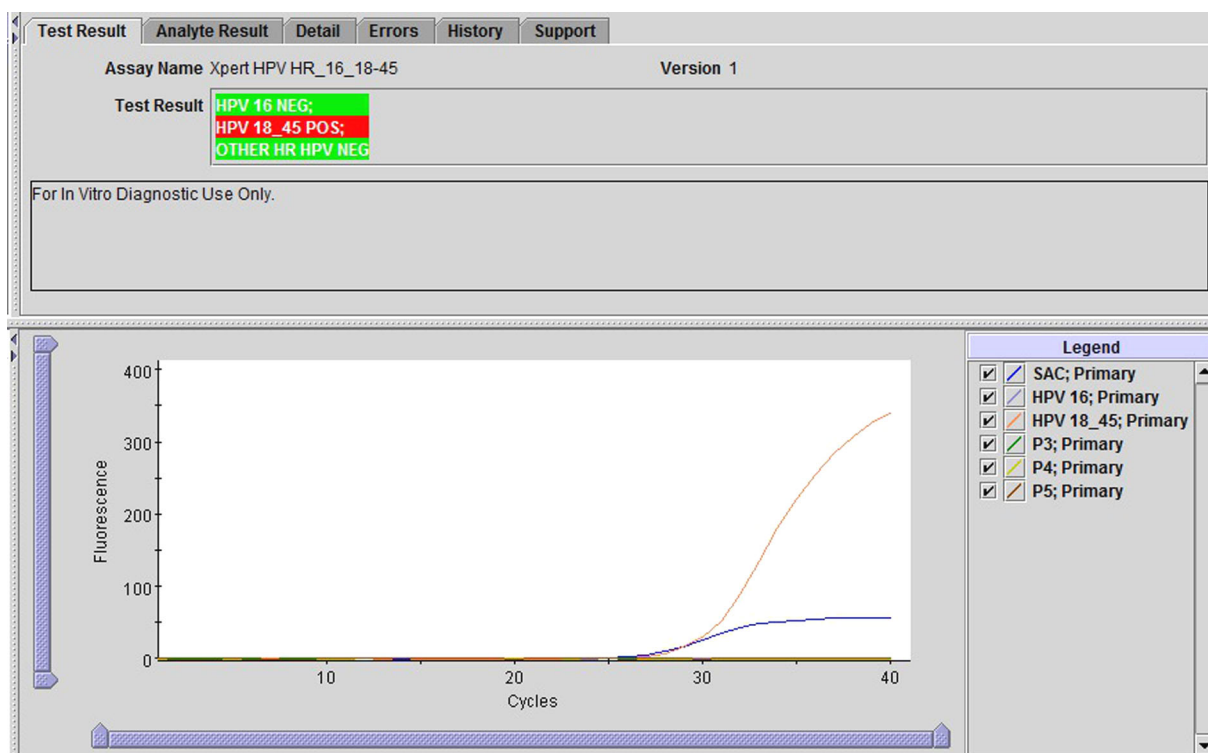 Test Result Analyte Result Detail Errors History Support
Assay Name Xpert HPV HR_16_18-45 Version 1
Test Result HPV 16 NEG;
HPV 18_45 POS;
OTHER HR HPV NEG
For In Vitro Diagnostic Use Only.
Legend
SAC; Primary
HPV 16; Primary
HPV 18_45; Primary
P3; Primary
P4; Primary
P5; Primary
400
300
200
100
0
Fluorescence
10 20 30 40
Cycles